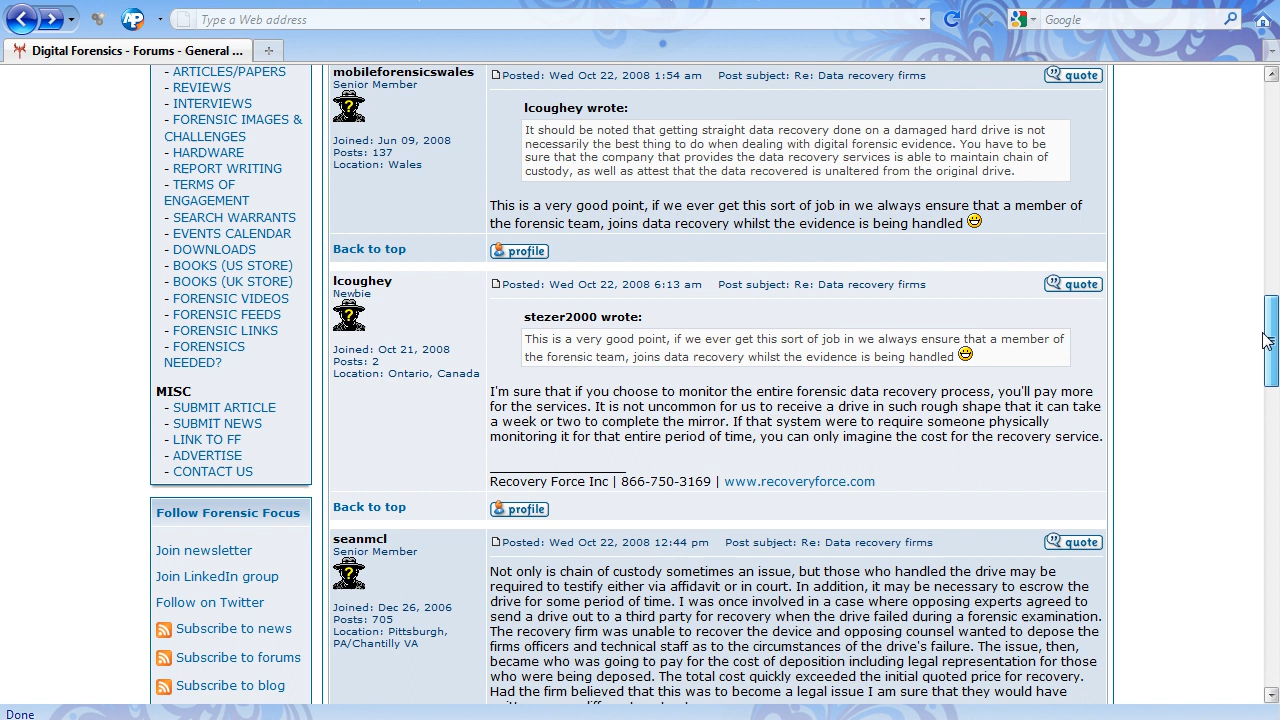 Type a Web address
Google
Digital Forensics - Forums - General ...
- ARTICLES/PAPERS
- REVIEWS
- INTERVIEWS
- FORENSIC IMAGES &
CHALLENGES
- HARDWARE
- REPORT WRITING
- TERMS OF
ENGAGEMENT
- SEARCH WARRANTS
- EVENTS CALENDAR
- DOWNLOADS
- BOOKS (US STORE)
- BOOKS (UK STORE)
- FORENSIC VIDEOS
- FORENSIC FEEDS
- FORENSIC LINKS
- FORENSICS
NEEDED?
MISC
- SUBMIT ARTICLE
- SUBMIT NEWS
- LINK TO FF
- ADVERTISE
- CONTACT US
Follow Forensic Focus
Join newsletter
Join LinkedIn group
Follow on Twitter
Subscribe to news
Subscribe to forums
Subscribe to blog
mobileforensicswales
Senior Member
Joined: Jun 09, 2008
Posts: 137
Location: Wales
Posted: Wed Oct 22, 2008 1:54 am Post subject: Re: Data recovery firms
quote
lcoughey wrote:
It should be noted that getting straight data recovery done on a damaged hard drive is not
necessarily the best thing to do when dealing with digital forensic evidence. You have to be
sure that the company that provides the data recovery services is able to maintain chain of
custody, as well as attest that the data recovered is unaltered from the original drive.
This is a very good point, if we ever get this sort of job in we always ensure that a member of
the forensic team, joins data recovery whilst the evidence is being handled
Back to top
profile
lcoughey
Newbie
Joined: Oct 21, 2008
Posts: 2
Location: Ontario, Canada
Posted: Wed Oct 22, 2008 6:13 am Post subject: Re: Data recovery firms
quote
stezer2000 wrote:
This is a very good point, if we ever get this sort of job in we always ensure that a member of
the forensic team, joins data recovery whilst the evidence is being handled
I'm sure that if you choose to monitor the entire forensic data recovery process, you'll pay more
for the services. It is not uncommon for us to receive a drive in such rough shape that it can take
a week or two to complete the mirror. If that system were to require someone physically
monitoring it for that entire period of time, you can only imagine the cost for the recovery service.
Recovery Force Inc | 866-750-3169 | www.recoveryforce.com
Back to top
profile
seanmcl
Senior Member
Joined: Dec 26, 2006
Posts: 705
Location: Pittsburgh,
PA/Chantilly VA
Posted: Wed Oct 22, 2008 12:44 pm Post subject: Re: Data recovery firms
quote
Not only is chain of custody sometimes an issue, but those who handled the drive may be
required to testify either via affidavit or in court. In addition, it may be necessary to escrow the
drive for some period of time. I was once involved in a case where opposing experts agreed to
send a drive out to a third party for recovery when the drive failed during a forensic examination.
The recovery firm was unable to recover the device and opposing counsel wanted to depose the
firms officers and technical staff as to the circumstances of the drive's failure. The issue, then,
became who was going to pay for the cost of deposition including legal representation for those
who were being deposed. The total cost quickly exceeded the initial quoted price for recovery.
Had the firm believed that this was to become a legal issue I am sure that they would have
Done